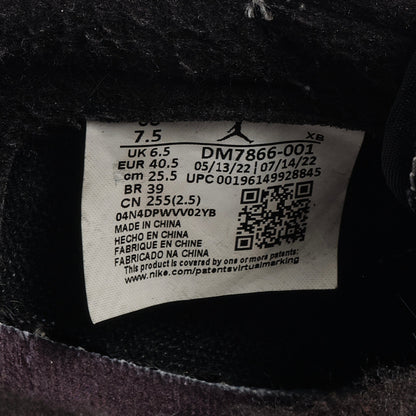 7.5
XB
UK 6.5
EUR 40.5
cm 25.5
BR 39
CN 255(2.5)
DM7866-001
05/13/22 | 07/14/22
UPC 00196149928845
04N4DPWVV02YB
MADE IN CHINA
HECHO EN CHINA
FABRIQUE EN CHINE
FABRICADO NA CHINA
This product is covered by one or more patents. See
www.nike.com/patentsvirtualmarking